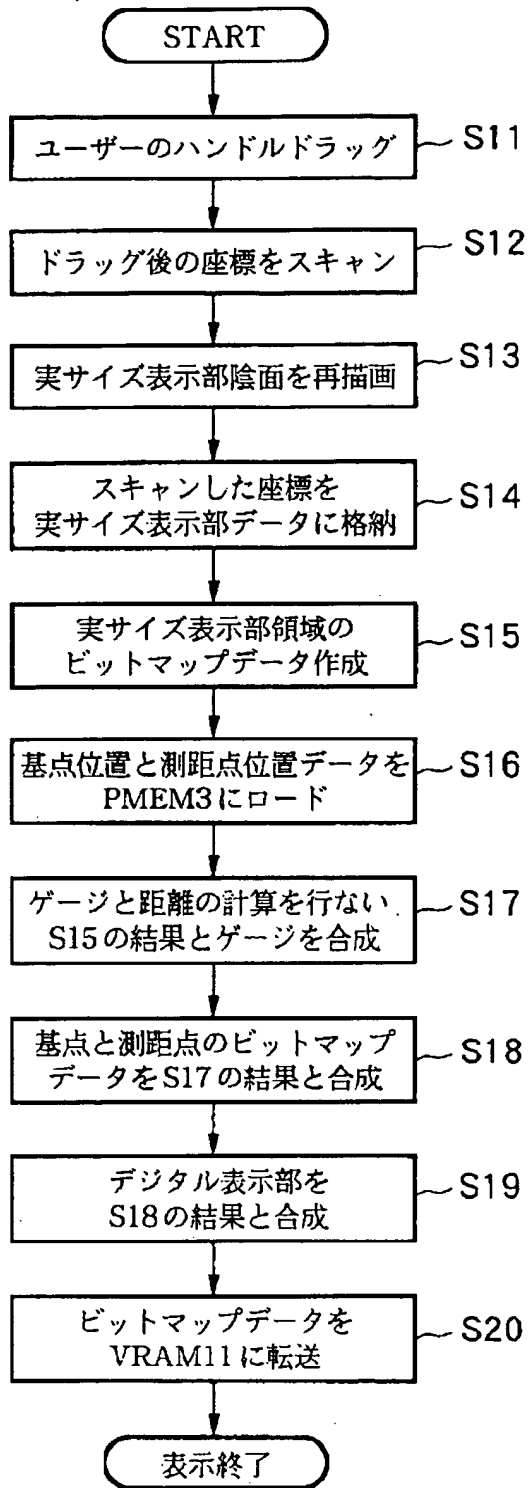 START
ユーザーのハンドルドラッグ
S11
ドラッグ後の座標をスキャン
S12
実サイズ表示部陰面を再描画
S13
スキャンした座標を
実サイズ表示部データに格納
S14
実サイズ表示部領域の
ビットマップデータ作成
S15
基点位置と測距点位置データを
PMEM3にロード
S16
ゲージと距離の計算を行ない
S15の結果とゲージを合成
S17
基点と測距点のビットマップ
データをS17の結果と合成
S18
デジタル表示部を
S18の結果と合成
S19
ビットマップデータを
VRAM11に転送
S20
表示終了